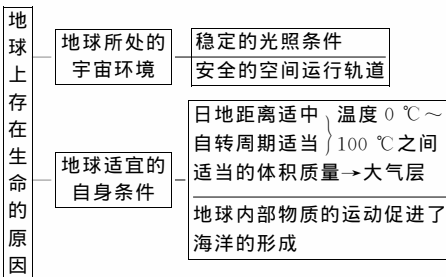 地球上存在生命的原因
地球所处的
宇宙环境
稳定的光照条件
安全的空间运行轨道
地球适宜的
自身条件
日地距离适中 } 温度 0 ℃～
自转周期适当 } 100 ℃之间
适当的体积质量→大气层
地球内部物质的运动促进了
海洋的形成